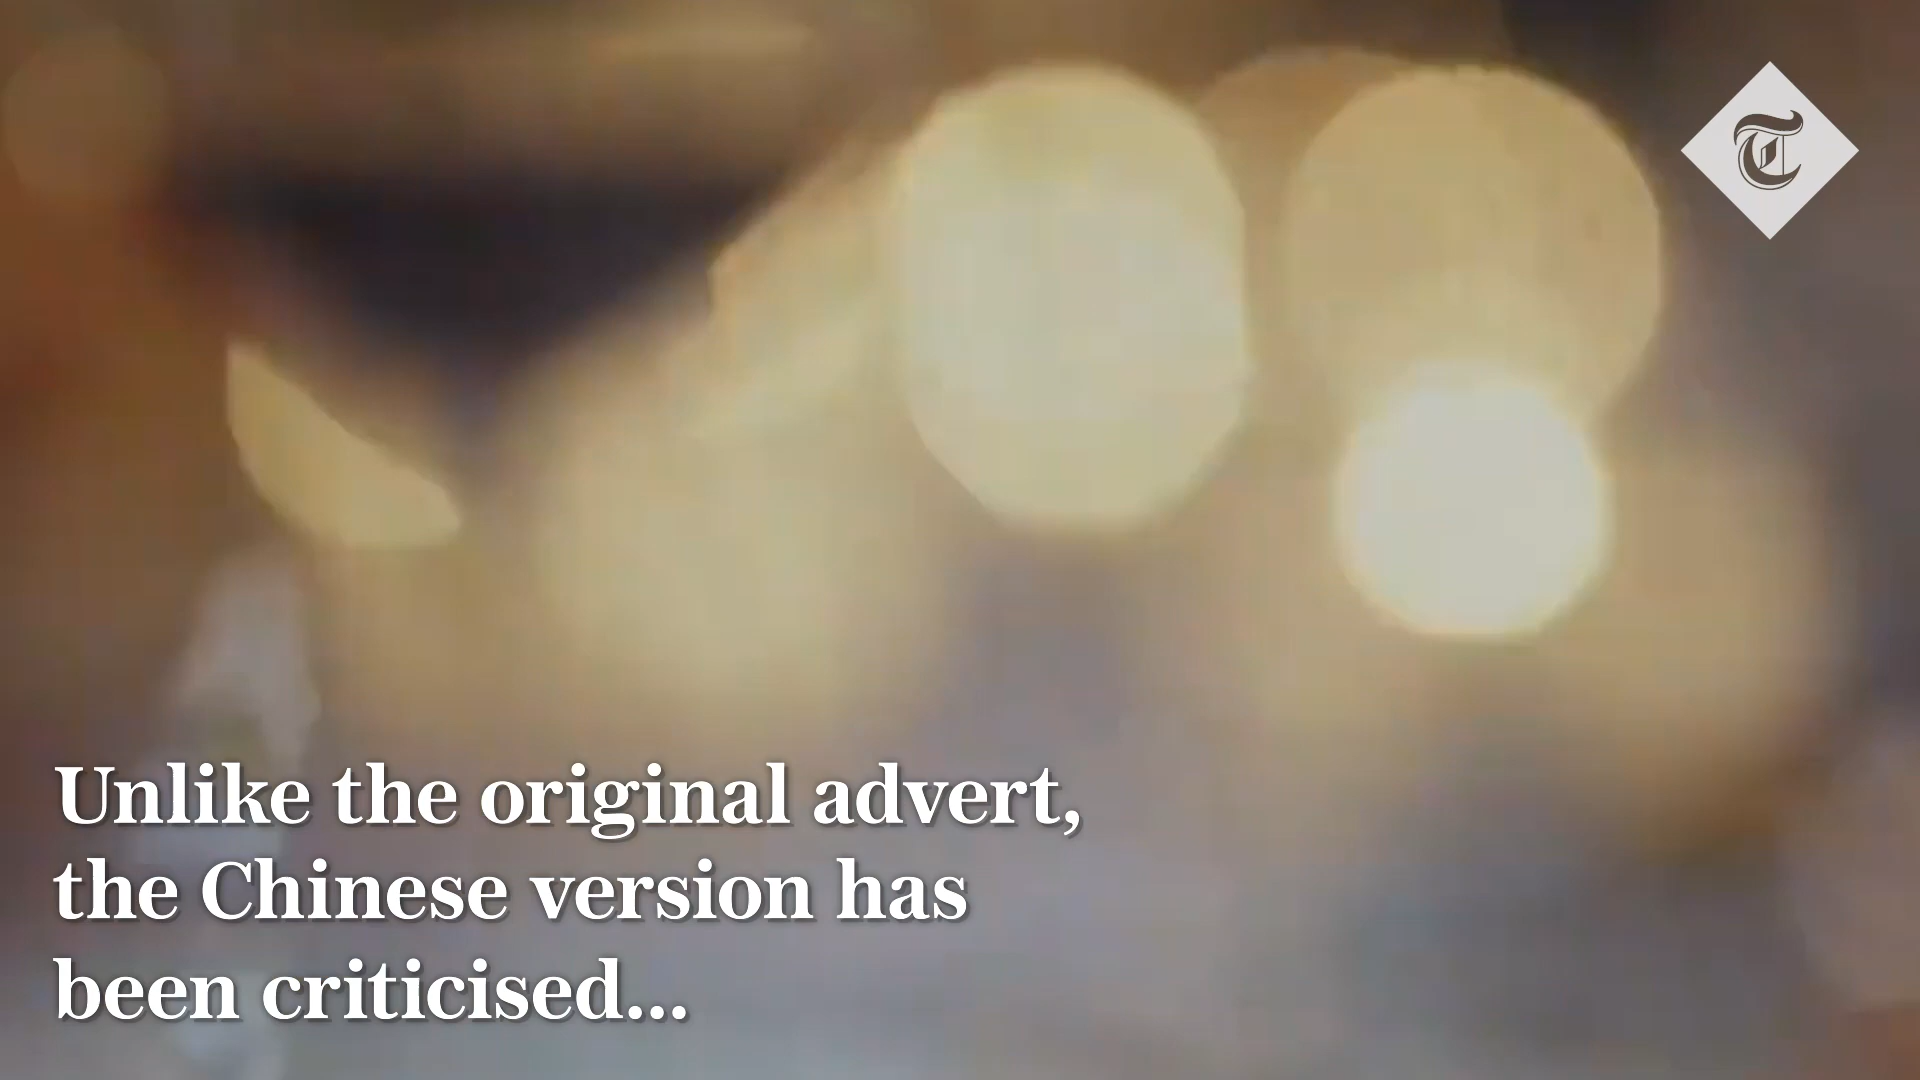 T
Unlike the original advert,
the Chinese version has
been criticised...